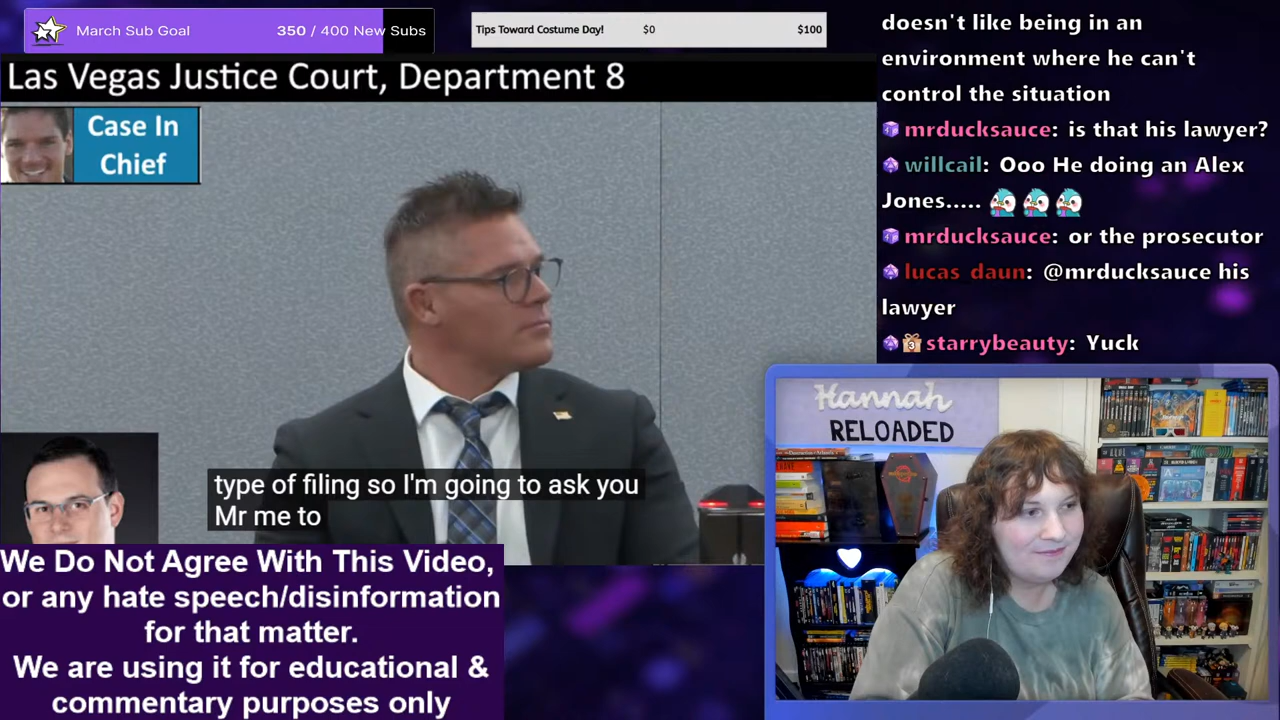 March Sub Goal
350 / 400 New Subs
Tips Toward Costume Day!
$0
$100
Las Vegas Justice Court, Department 8
Case In
Chief
type of filing so I'm going to ask you
Mr me to
We Do Not Agree With This Video,
or any hate speech/disinformation
for that matter.
We are using it for educational &
commentary purposes only
doesn't like being in an
environment where he can't
control the situation
mrducksauce: is that his lawyer?
willcail: Ooo He doing an Alex
Jones.....
mrducksauce: or the prosecutor
lucas_daun: @mrducksauce his
lawyer
3 starrybeauty: Yuck
Hannah
RELOADED